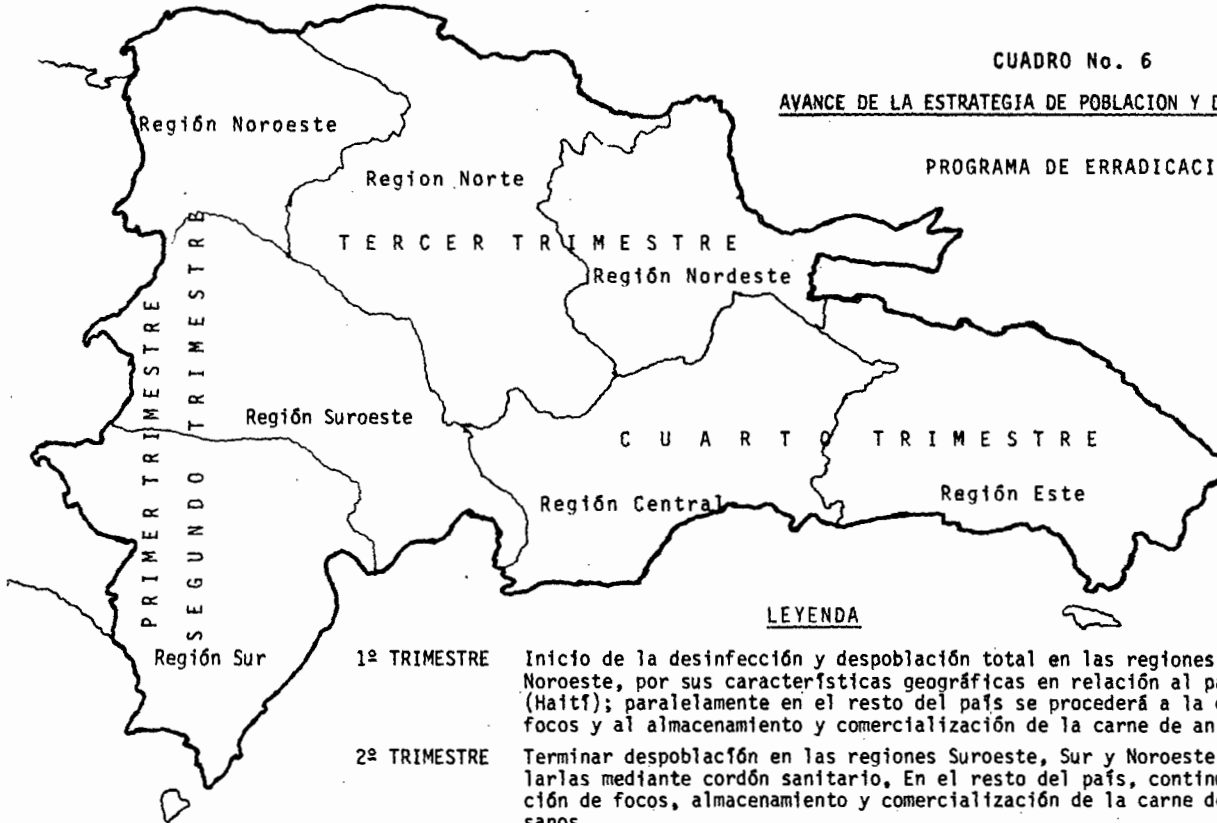 CUADRO No. 6
AVANCE DE LA ESTRATEGIA DE POBLACION Y D
PROGRAMA DE ERRADICACI
Región Noroeste
Region Norte
TERCER TRIMESTRE
Región Nordeste
PRIMER TRIMESTRE
SEGUNDO TRIMESTRE
Región Suroeste
CUARTO TRIMESTRE
Región Central
Región Este
Región Sur
LEYENDA
1º TRIMESTRE Inicio de la desinfección y despoblación total en las regiones
Noroeste, por sus características geográficas en relación al pa
(Haití); paralelamente en el resto del país se procederá a la
focos y al almacenamiento y comercialización de la carne de an
2º TRIMESTRE Terminar despoblación en las regiones Suroeste, Sur y Noroeste
larlas mediante cordón sanitario, En el resto del país, continu
ción de focos, almacenamiento y comercialización de la carne de
sanos